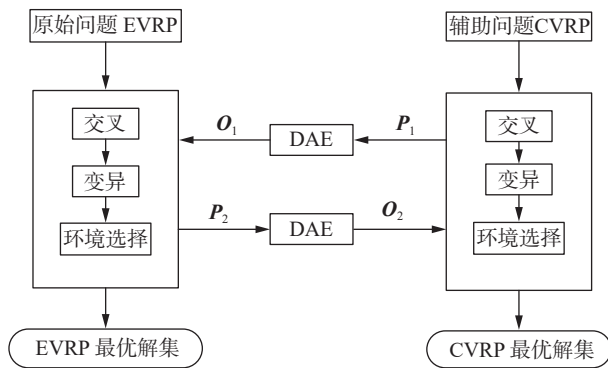 原始问题 EVRP
辅助问题CVRP
交叉
变异
环境选择
O₁
DAE
P₁
P₂
DAE
O₂
交叉
变异
环境选择
EVRP 最优解集
CVRP 最优解集